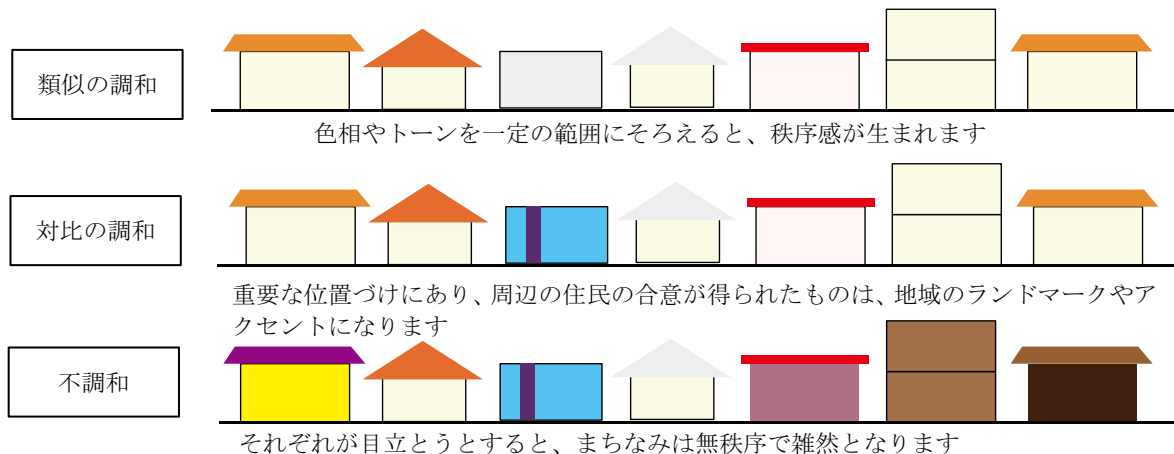 類似の調和
色相やトーンを一定の範囲にそろえると、秩序感が生まれます
対比の調和
重要な位置づけにあり、周辺の住民の合意が得られたものは、地域のランドマークやア
クセントになります
不調和
それぞれが目立とうとすると、まちなみは無秩序で雑然となります